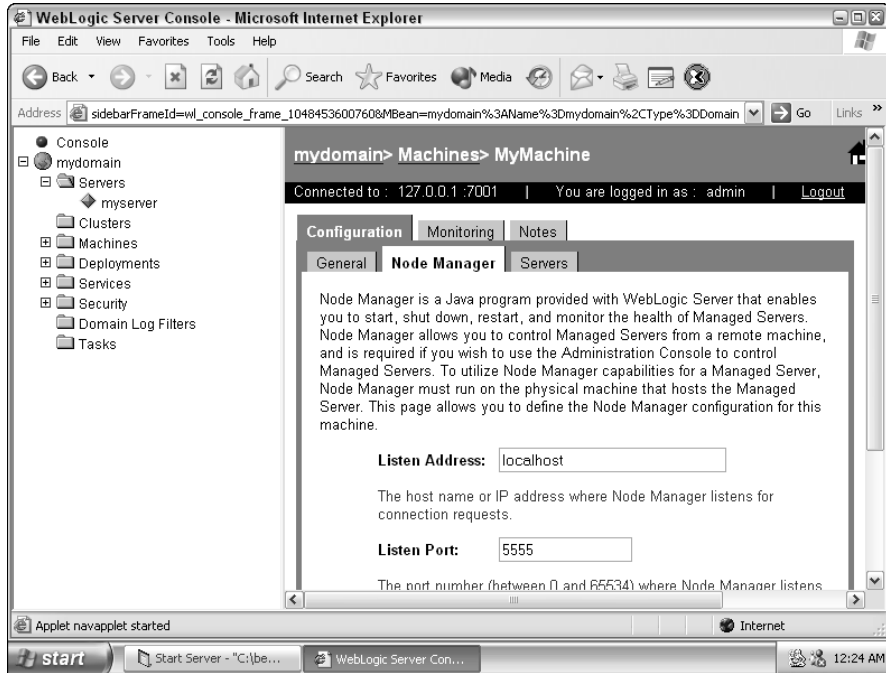 WebLogic Server Console - Microsoft Internet Explorer
File Edit View Favorites Tools Help
Back Search Favorites Media
Address sidebarFrameId=wl_console_frame_1048453600760&MBean=mydomain%3AName%3Dmydomain%2CType%3DDomain Go Links »
Console
mydomain
Servers
myserver
Clusters
Machines
Deployments
Services
Security
Domain Log Filters
Tasks
mydomain> Machines> MyMachine
Connected to : 127.0.0.1 :7001 | You are logged in as : admin | Logout
Configuration Monitoring Notes
General Node Manager Servers
Node Manager is a Java program provided with WebLogic Server that enables
you to start, shut down, restart, and monitor the health of Managed Servers.
Node Manager allows you to control Managed Servers from a remote machine,
and is required if you wish to use the Administration Console to control
Managed Servers. To utilize Node Manager capabilities for a Managed Server,
Node Manager must run on the physical machine that hosts the Managed
Server. This page allows you to define the Node Manager configuration for this
machine.
Listen Address: localhost
The host name or IP address where Node Manager listens for
connection requests.
Listen Port: 5555
The port number (between 0 and 65534) where Node Manager listens
Applet navapplet started Internet
start Start Server - "C:\be... WebLogic Server Con... 12:24 AM